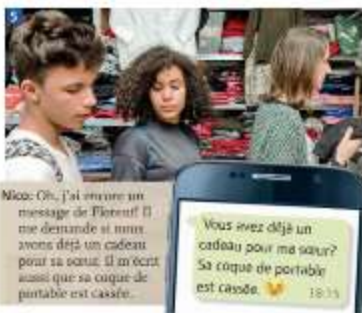 5
Nico: Oh, j'ai encore un
message de Florent! Il
me demande si nous
avons déjà un cadeau
pour sa sœur. Il m'écrit
aussi que sa coque de
portable est cassée.
Vous avez déjà un
cadeau pour ma sœur?
Sa coque de portable
est cassée.
18:15